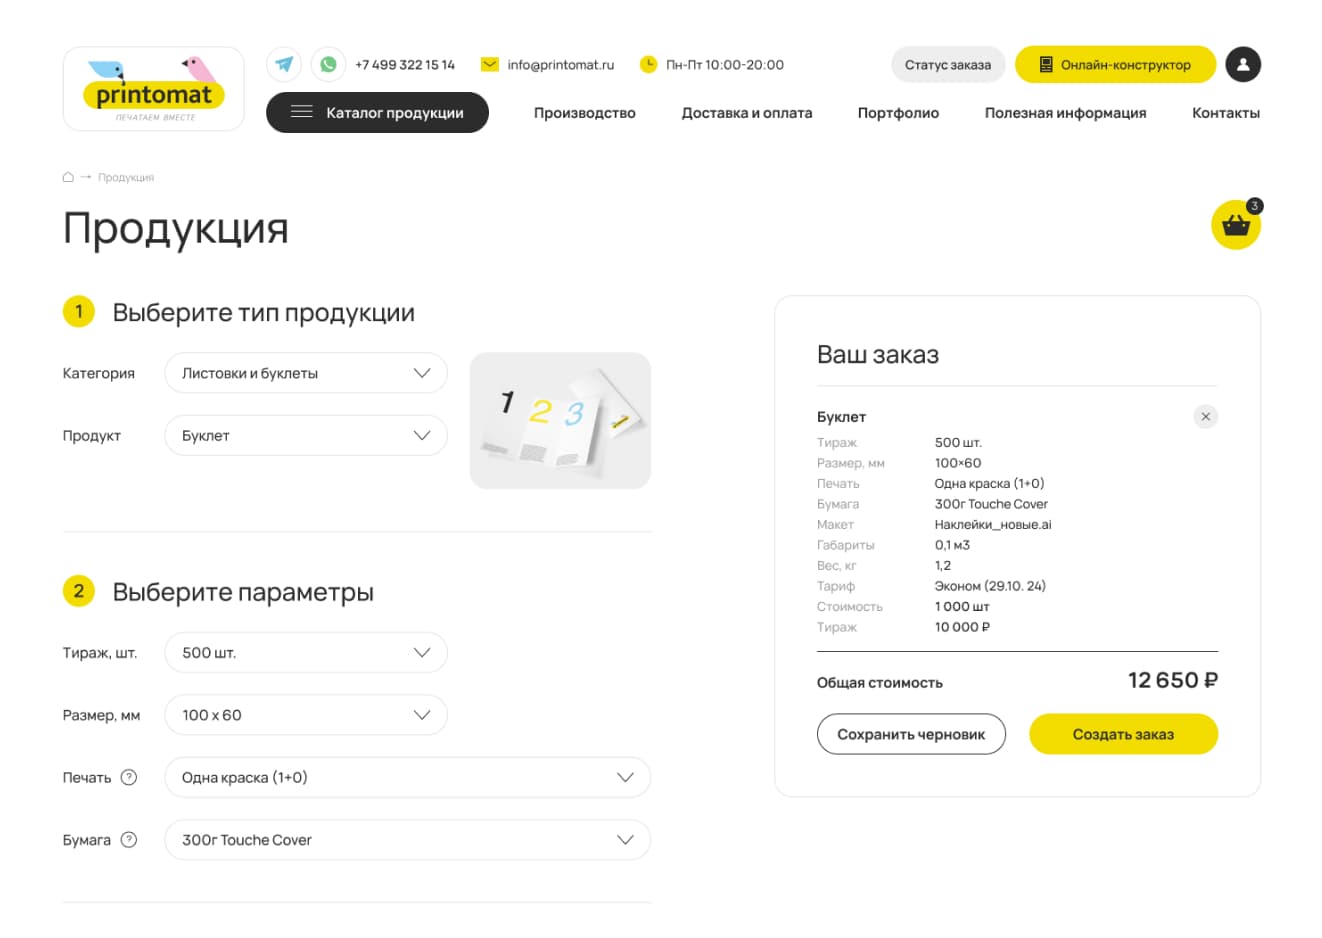 printomat
ПЕЧАТАЕМ ВМЕСТЕ
+7 499 322 15 14
info@printomat.ru
Пн-Пт 10:00-20:00
Статус заказа
Онлайн-конструктор
Каталог продукции
Производство
Доставка и оплата
Портфолио
Полезная информация
Контакты
Продукция
Продукция
3
1 Выберите тип продукции
Категория Листовки и буклеты
Продукт Буклет
1 2 3
2 Выберите параметры
Тираж, шт. 500 шт.
Размер, мм 100 x 60
Печать ? Одна краска (1+0)
Бумага ? 300г Touche Cover
Ваш заказ
Буклет
Тираж 500 шт.
Размер, мм 100×60
Печать Одна краска (1+0)
Бумага 300г Touche Cover
Макет Наклейки_новые.ai
Габариты 0,1 м3
Вес, кг 1,2
Тариф Эконом (29.10. 24)
Стоимость 1 000 шт
Тираж 10 000 ₽
Общая стоимость 12 650 ₽
Сохранить черновик
Создать заказ